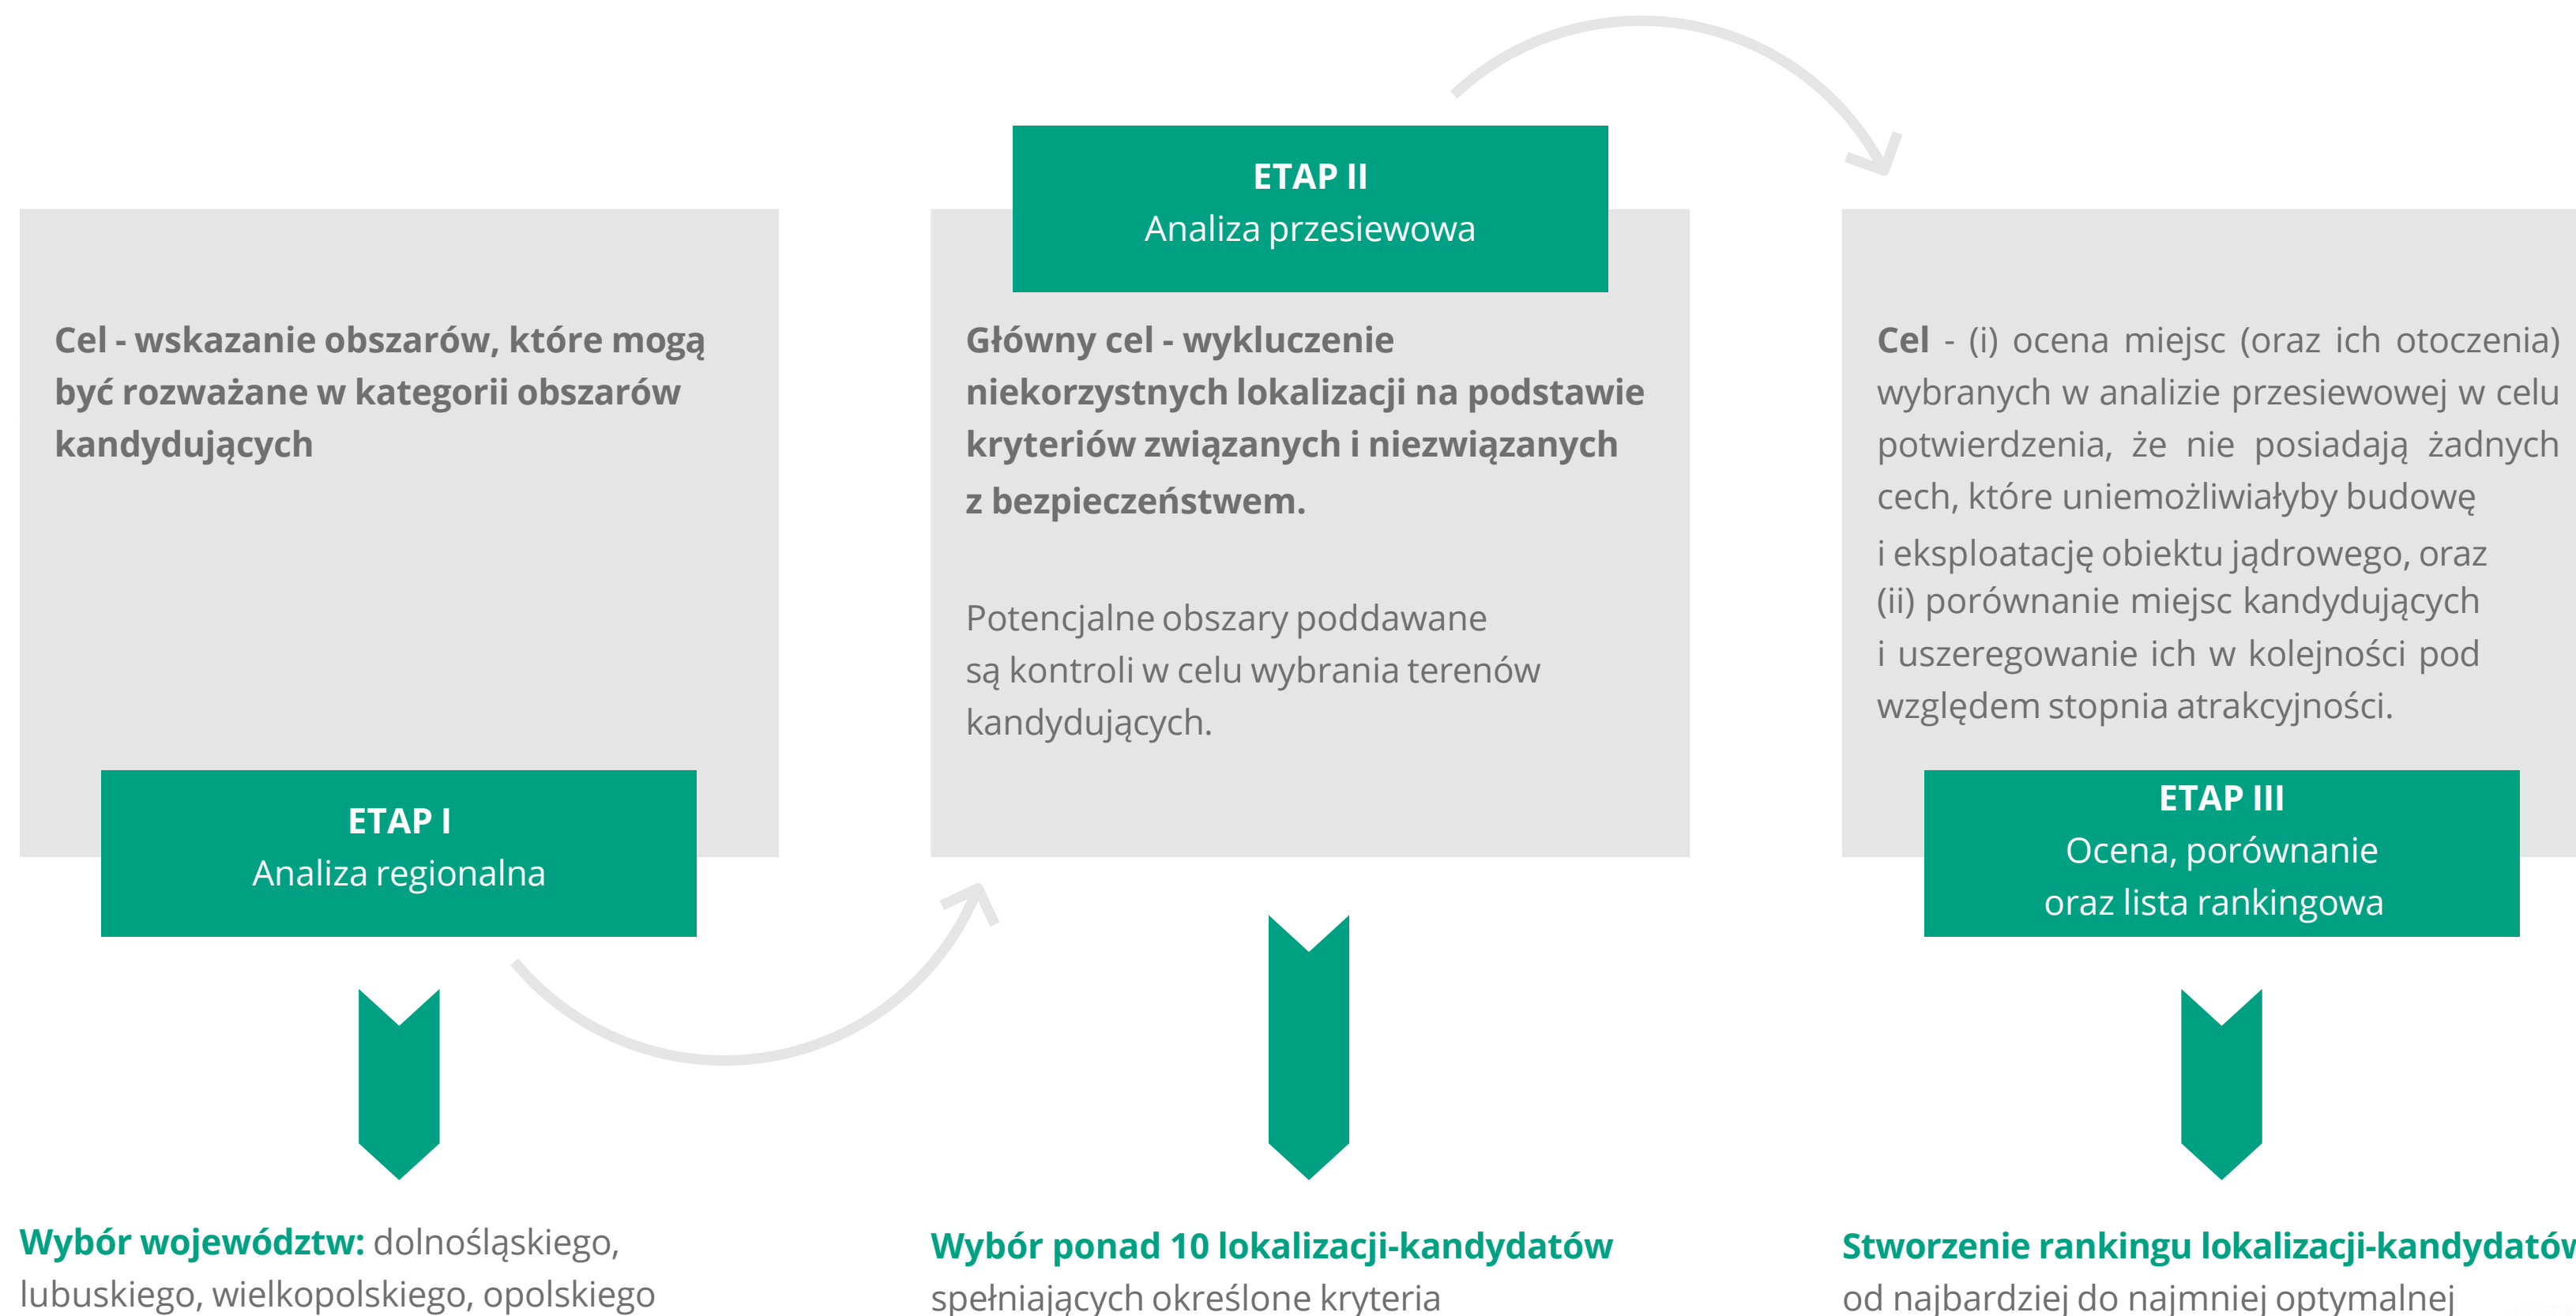 Cel - wskazanie obszarów, które mogą
być rozważane w kategorii obszarów
kandydujących
ETAP I
Analiza regionalna
Wybór województw: dolnośląskiego,
lubuskiego, wielkopolskiego, opolskiego
ETAP II
Analiza przesiewowa
Główny cel - wykluczenie
niekorzystnych lokalizacji na podstawie
kryteriów związanych i niezwiązanych
z bezpieczeństwem.
Potencjalne obszary poddawane
są kontroli w celu wybrania terenów
kandydujących.
Wybór ponad 10 lokalizacji-kandydatów
spełniających określone kryteria
Cel - (i) ocena miejsc (oraz ich otoczenia)
wybranych w analizie przesiewowej w celu
potwierdzenia, że nie posiadają żadnych
cech, które uniemożliwiałyby budowę
i eksploatację obiektu jądrowego, oraz
(ii) porównanie miejsc kandydujących
i uszeregowanie ich w kolejności pod
względem stopnia atrakcyjności.
ETAP III
Ocena, porównanie
oraz lista rankingowa
Stworzenie rankingu lokalizacji-kandydatów
od najbardziej do najmniej optymalnej